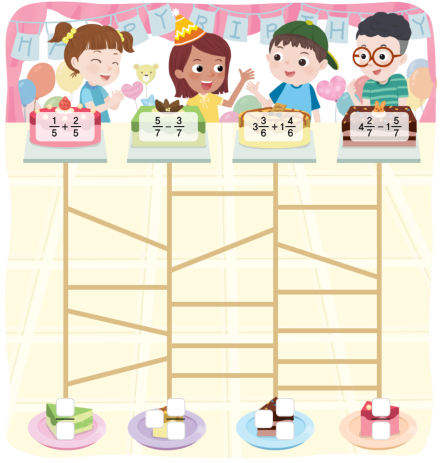 HAPPY BIRTHDAY
1/5 + 2/5
5/7 − 3/7
3 3/6 + 1 4/6
4 2/7 − 1 5/7